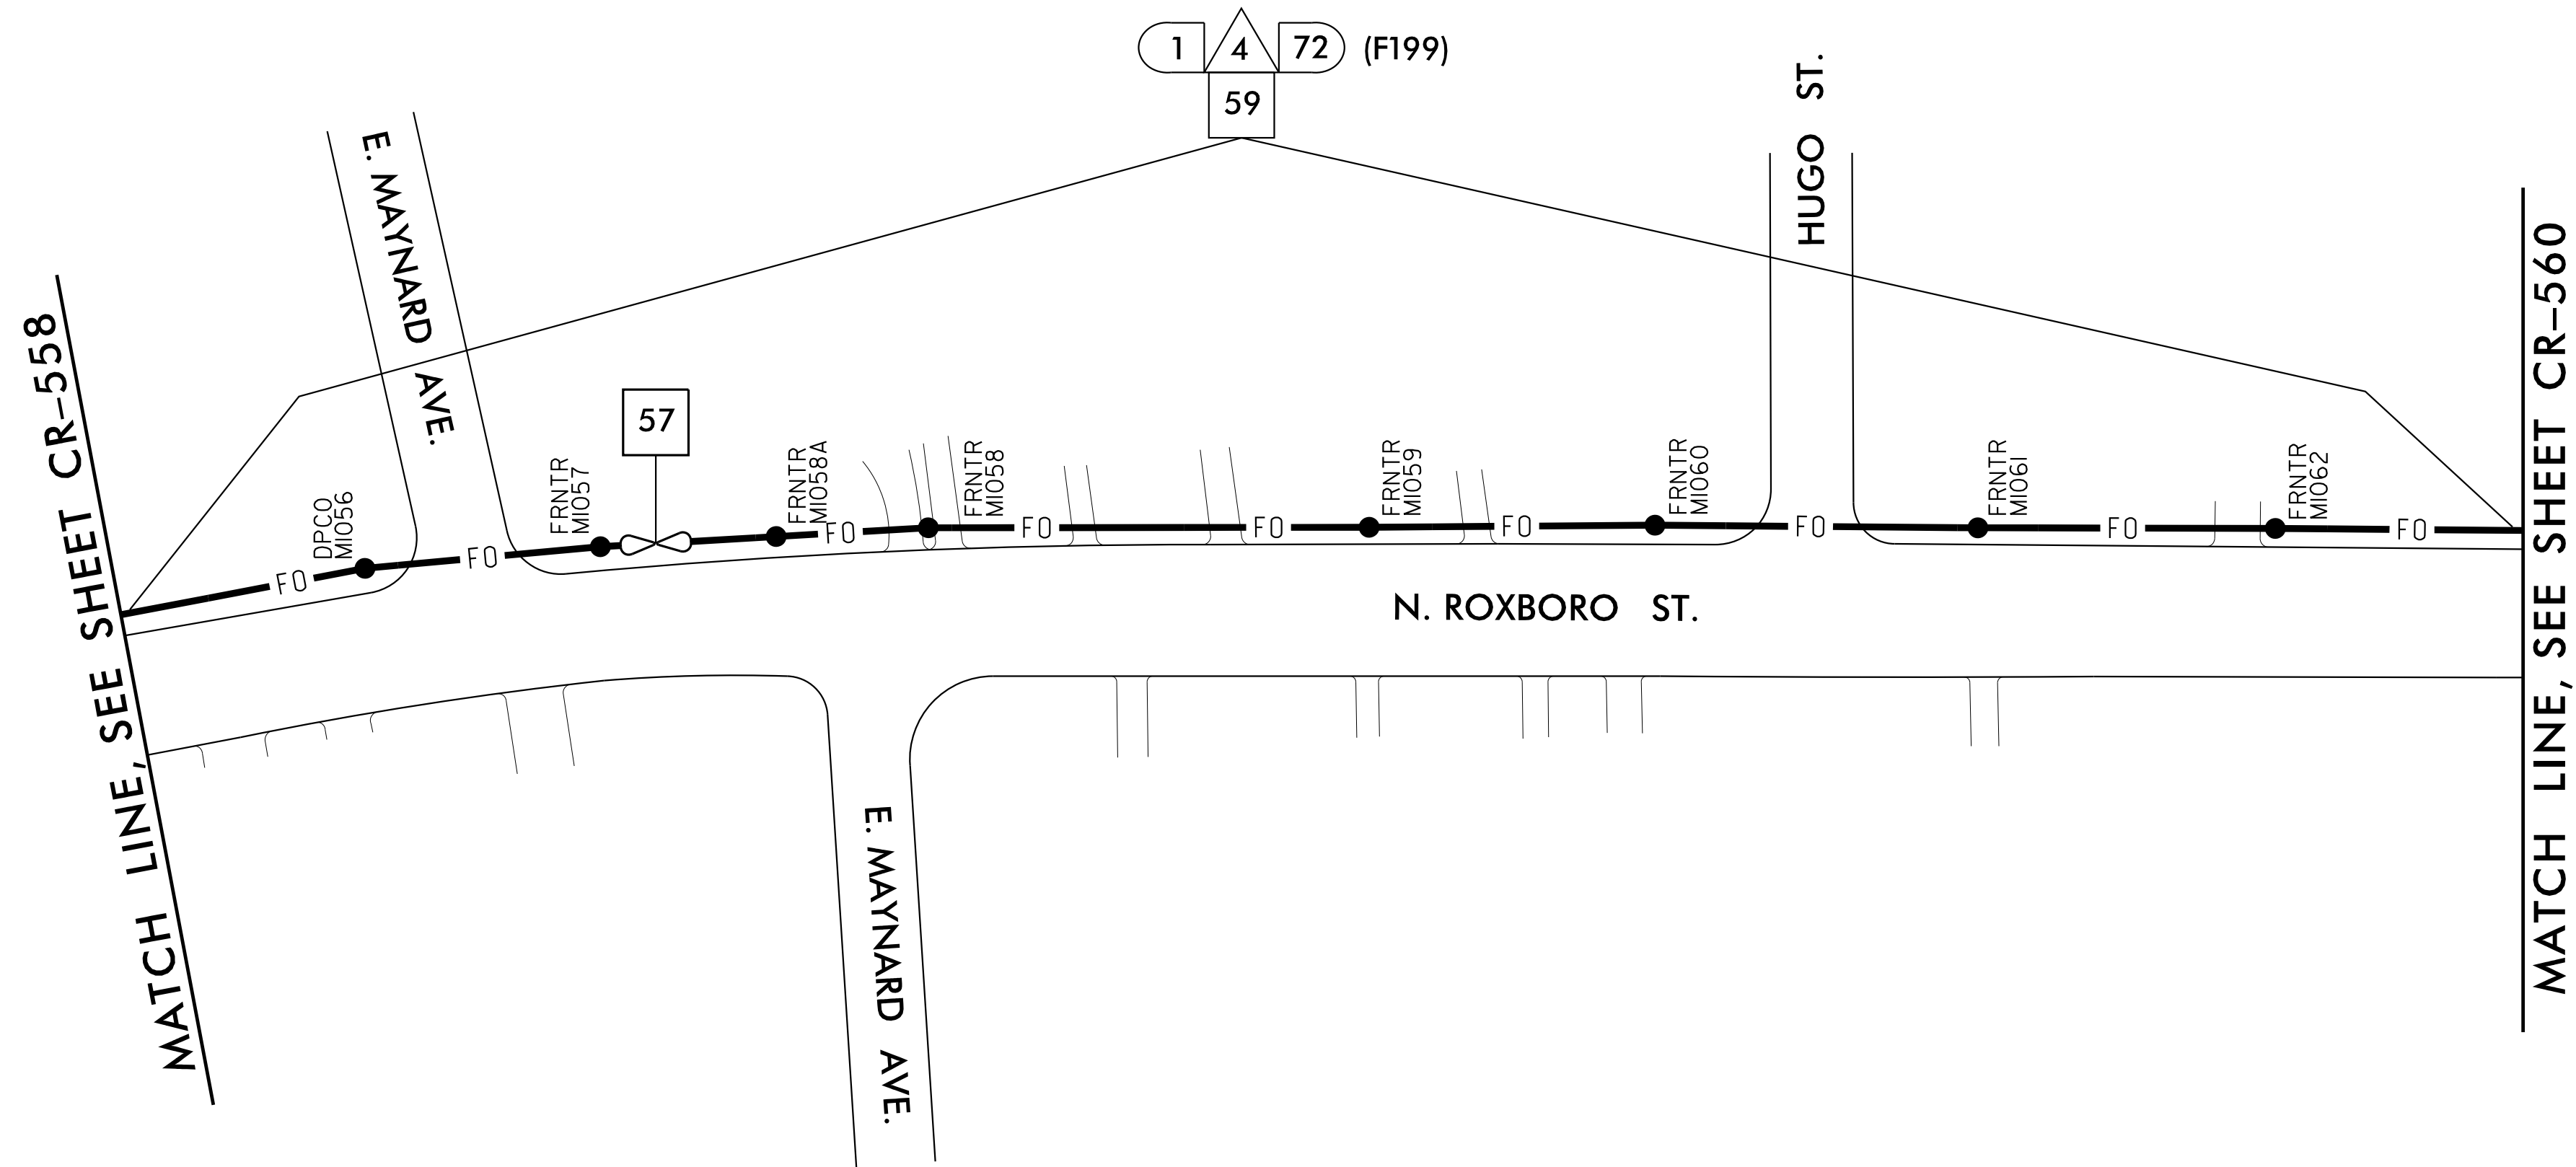 1 4 72 (F199)
59
HUGO ST.
E. MAYNARD AVE.
57
MATCH LINE, SEE SHEET CR-558
MATCH LINE, SEE SHEET CR-560
DPCO
MI056
FRNTR
MI057
FRNTR
MI058A
FRNTR
MI058
FRNTR
MI059
FRNTR
MI060
FRNTR
MI061
FRNTR
MI062
FO
FO
FO
FO
FO
FO
FO
FO
FO
N. ROXBORO ST.
E. MAYNARD AVE.